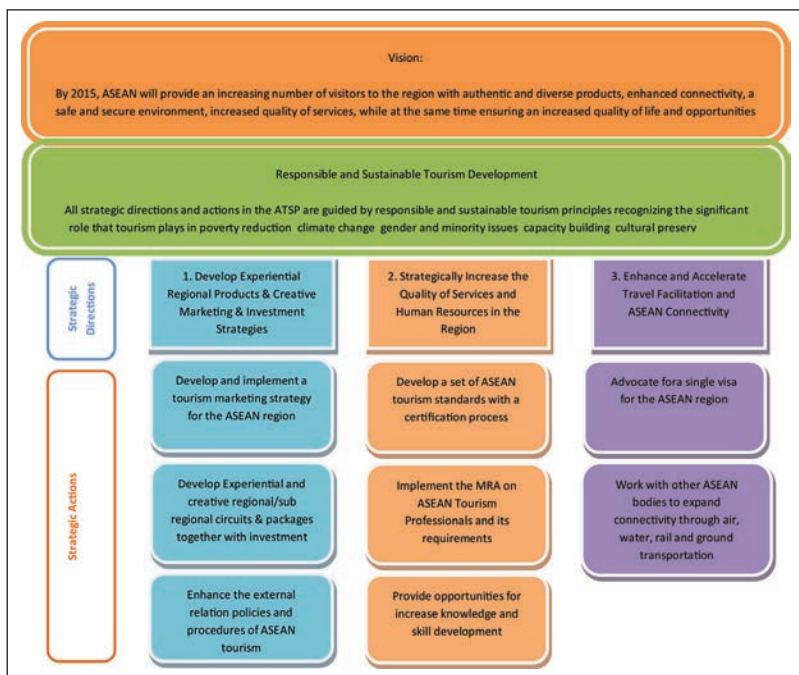 Vision:
By 2015, ASEAN will provide an increasing number of visitors to the region with authentic and diverse products, enhanced connectivity, a
safe and secure environment, increased quality of services, while at the same time ensuring an increased quality of life and opportunities
Responsible and Sustainable Tourism Development
All strategic directions and actions in the ATSP are guided by responsible and sustainable tourism principles recognizing the significant
role that tourism plays in poverty reduction climate change gender and minority issues capacity building cultural preserv
Strategic
Directions
1. Develop Experiential
Regional Products & Creative
Marketing & Investment
Strategies
2. Strategically Increase the
Quality of Services and
Human Resources in the
Region
3. Enhance and Accelerate
Travel Facilitation and
ASEAN Connectivity
Strategic Actions
Develop and implement a
tourism marketing strategy
for the ASEAN region
Develop a set of ASEAN
tourism standards with a
certification process
Advocate fora single visa
for the ASEAN region
Develop Experiential and
creative regional/sub
regional circuits & packages
together with investment
Implement the MRA on
ASEAN Tourism
Professionals and its
requirements
Work with other ASEAN
bodies to expand
connectivity through air,
water, rail and ground
transportation
Enhance the external
relation policies and
procedures of ASEAN
tourism
Provide opportunities for
increase knowledge and
skill development